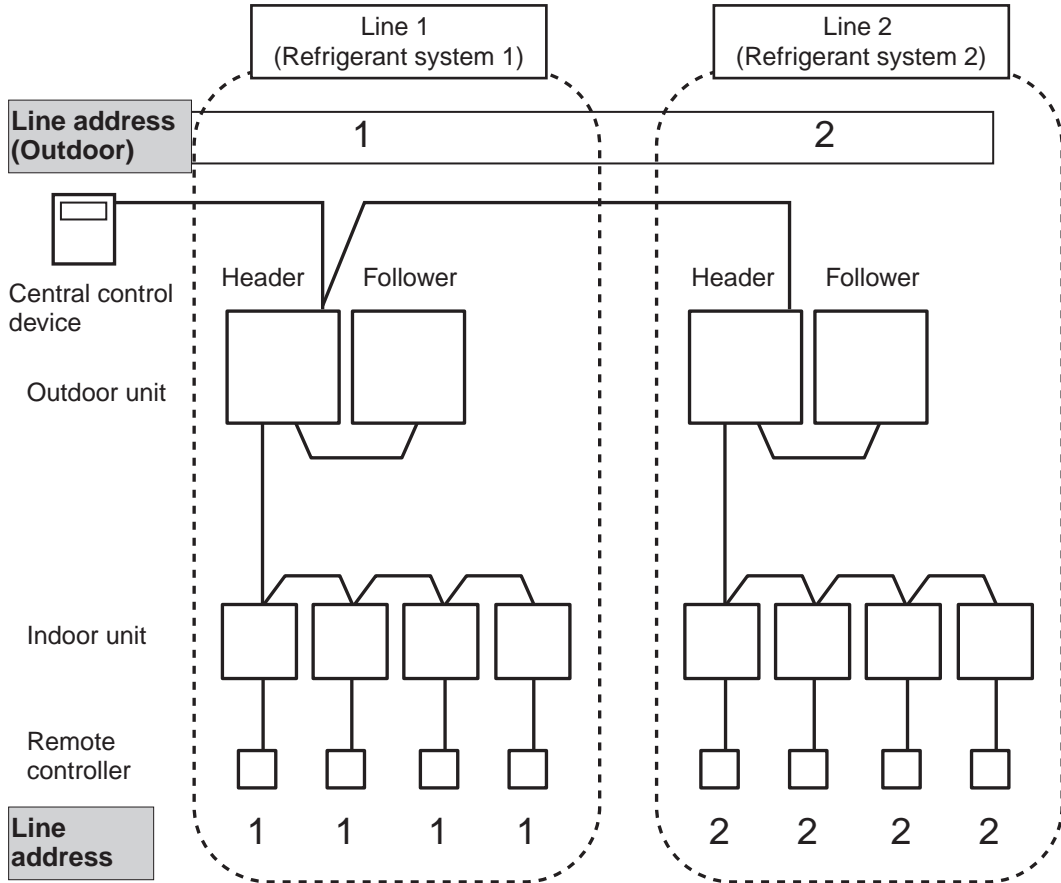 Line 1
(Refrigerant system 1)
Line 2
(Refrigerant system 2)
Line address
(Outdoor)
1
2
Central control
device
Header
Follower
Header
Follower
Outdoor unit
Indoor unit
Remote
controller
Line
address
1 1 1 1 2 2 2 2